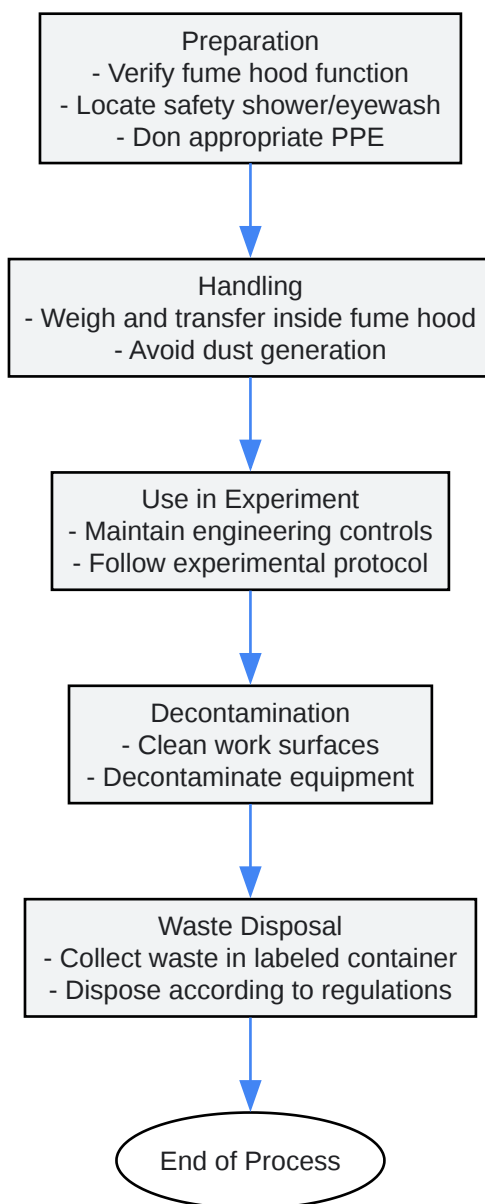 Preparation
- Verify fume hood function
- Locate safety shower/eyewash
- Don appropriate PPE
Handling
- Weigh and transfer inside fume hood
- Avoid dust generation
Use in Experiment
- Maintain engineering controls
- Follow experimental protocol
Decontamination
- Clean work surfaces
- Decontaminate equipment
Waste Disposal
- Collect waste in labeled container
- Dispose according to regulations
End of Process